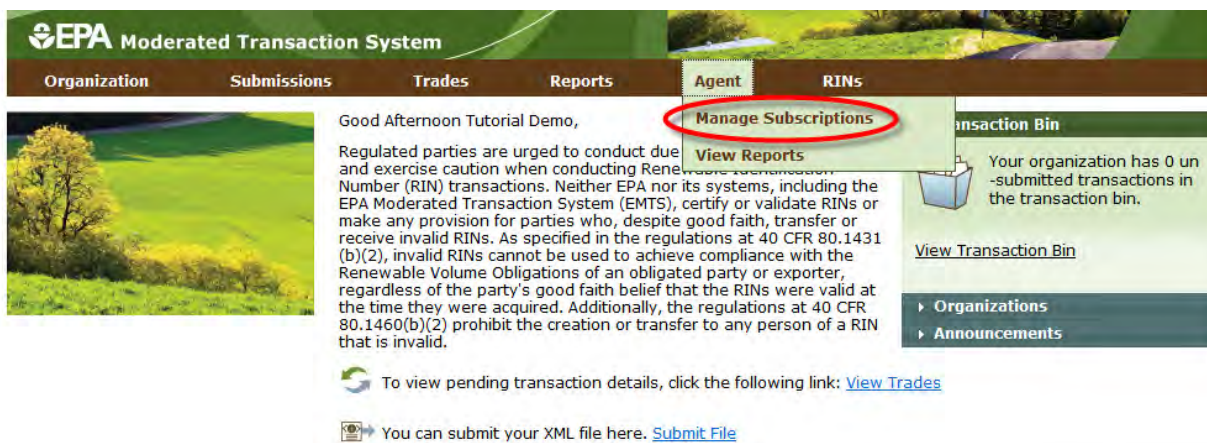 EPA Moderated Transaction System
Organization Submissions Trades Reports Agent RINs
Manage Subscriptions
View Reports
Good Afternoon Tutorial Demo,
Regulated parties are urged to conduct due
and exercise caution when conducting Renewable Identification
Number (RIN) transactions. Neither EPA nor its systems, including the
EPA Moderated Transaction System (EMTS), certify or validate RINs or
make any provision for parties who, despite good faith, transfer or
receive invalid RINs. As specified in the regulations at 40 CFR 80.1431
(b)(2), invalid RINs cannot be used to achieve compliance with the
Renewable Volume Obligations of an obligated party or exporter,
regardless of the party's good faith belief that the RINs were valid at
the time they were acquired. Additionally, the regulations at 40 CFR
80.1460(b)(2) prohibit the creation or transfer to any person of a RIN
that is invalid.
To view pending transaction details, click the following link: View Trades
You can submit your XML file here. Submit File
ansaction Bin
Your organization has 0 un
-submitted transactions in
the transaction bin.
View Transaction Bin
Organizations
Announcements